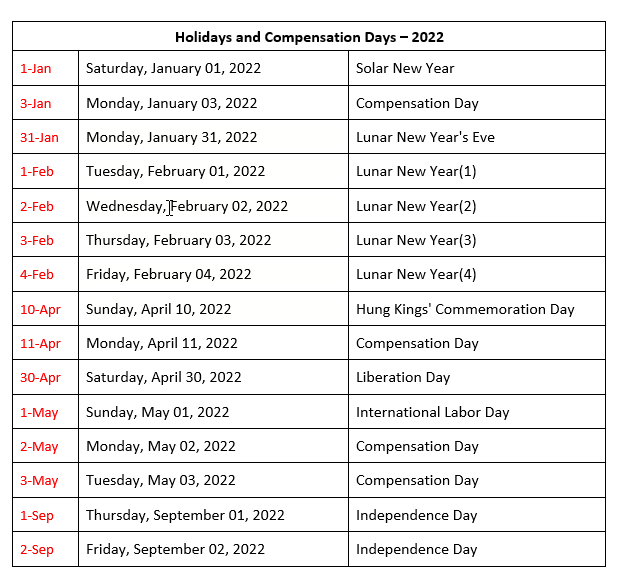 Holidays and Compensation Days – 2022
1-Jan Saturday, January 01, 2022 Solar New Year
3-Jan Monday, January 03, 2022 Compensation Day
31-Jan Monday, January 31, 2022 Lunar New Year's Eve
1-Feb Tuesday, February 01, 2022 Lunar New Year(1)
2-Feb Wednesday, February 02, 2022 Lunar New Year(2)
3-Feb Thursday, February 03, 2022 Lunar New Year(3)
4-Feb Friday, February 04, 2022 Lunar New Year(4)
10-Apr Sunday, April 10, 2022 Hung Kings' Commemoration Day
11-Apr Monday, April 11, 2022 Compensation Day
30-Apr Saturday, April 30, 2022 Liberation Day
1-May Sunday, May 01, 2022 International Labor Day
2-May Monday, May 02, 2022 Compensation Day
3-May Tuesday, May 03, 2022 Compensation Day
1-Sep Thursday, September 01, 2022 Independence Day
2-Sep Friday, September 02, 2022 Independence Day